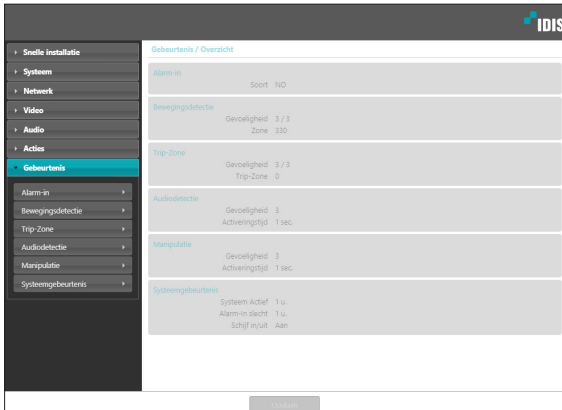 IDIS
Snelle installatie
Systeem
Netwerk
Video
Audio
Acties
Gebeurtenis
Alarm-in
Bewegingsdetectie
Trip-Zone
Audiodetectie
Manipulatie
Systeemgebeurtenis
Gebeurtenis / Overzicht
Alarm-in
Soort NO
Bewegingsdetectie
Gevoeligheid 3 / 3
Zone 330
Trip-Zone
Gevoeligheid 3 / 3
Trip-Zone 0
Audiodetectie
Gevoeligheid 3
Activeringstijd 1 sec.
Manipulatie
Gevoeligheid 3
Activeringstijd 1 sec.
Systeemgebeurtenis
Systeem Actief 1 u.
Alarm-In slecht 1 u.
Schijf in/uit Aan